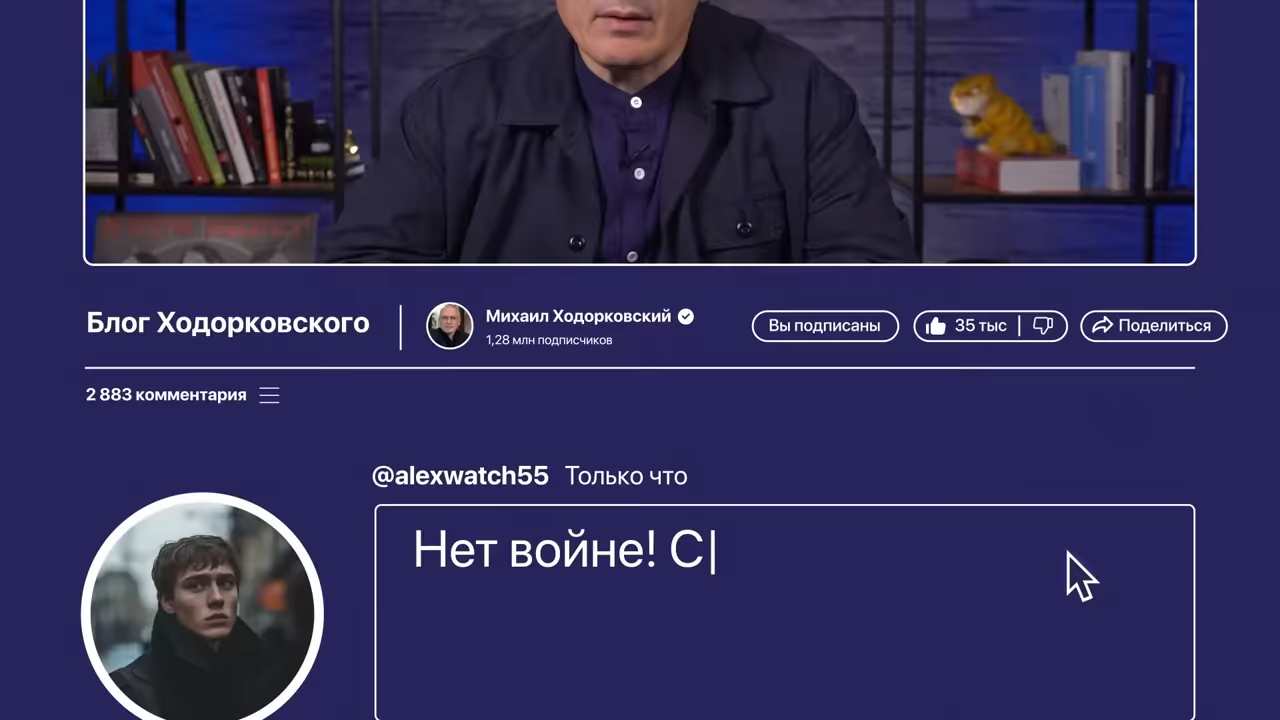 Блог Ходорковского
Михаил Ходорковский
1,28 млн подписчиков
Вы подписаны
35 тыс
Поделиться
2 883 комментария
@alexwatch55 Только что
Нет войне! С